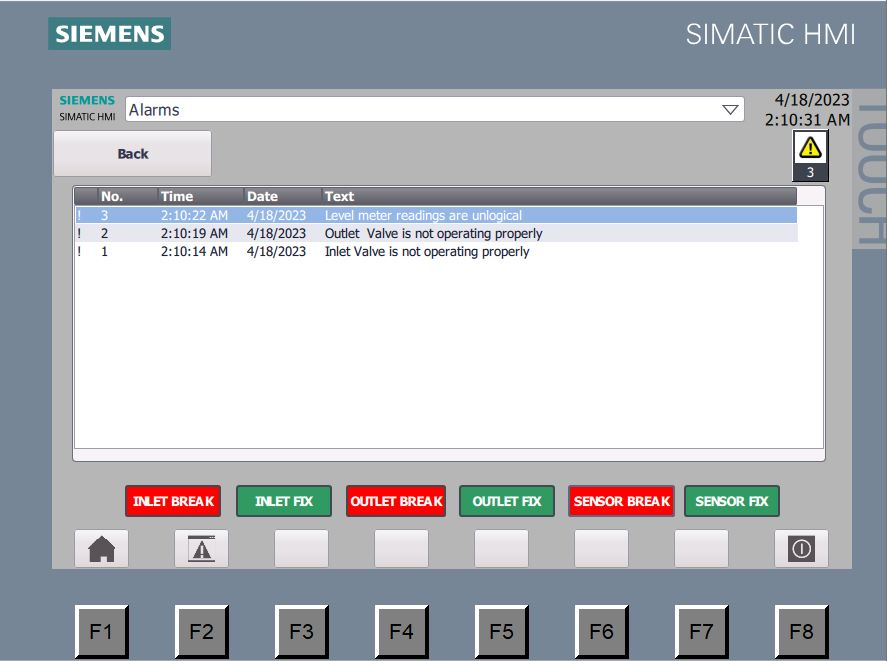 SIEMENS
SIMATIC HMI
SIEMENS
SIMATIC HMI
Alarms
4/18/2023
2:10:31 AM
TOUCH
Back
3
No. Time Date Text
! 3 2:10:22 AM 4/18/2023 Level meter readings are unlogical
! 2 2:10:19 AM 4/18/2023 Outlet  Valve is not operating properly
! 1 2:10:14 AM 4/18/2023 Inlet Valve is not operating properly
INLET BREAK INLET FIX OUTLET BREAK OUTLET FIX SENSOR BREAK SENSOR FIX
F1 F2 F3 F4 F5 F6 F7 F8